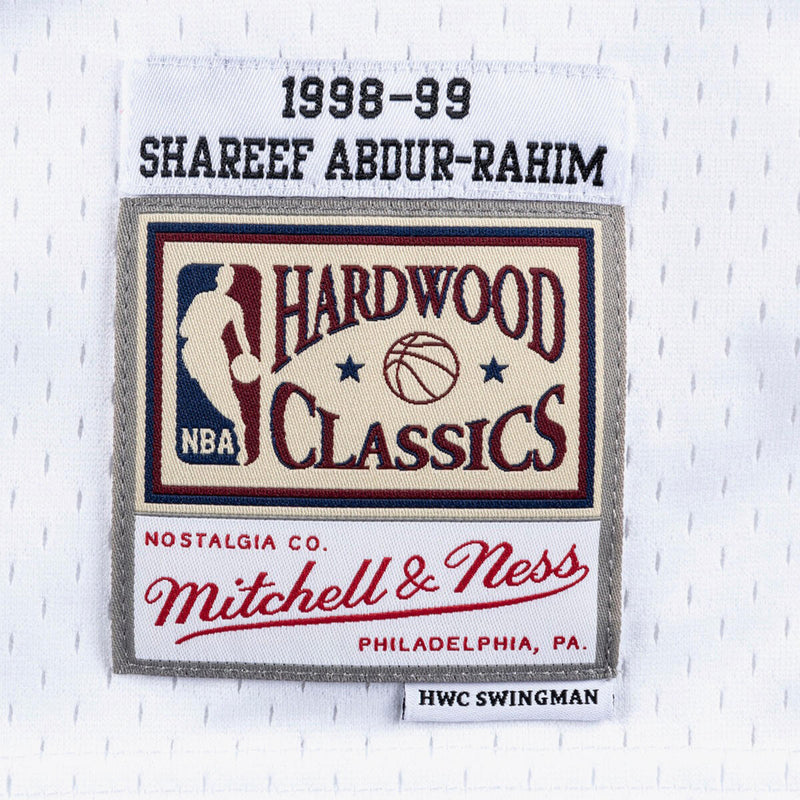 1998-99
SHAREEF ABDUR-RAHIM
HARDWOOD
CLASSICS
NBA
NOSTALGIA CO.
Mitchell & Ness
PHILADELPHIA, PA.
HWC SWINGMAN